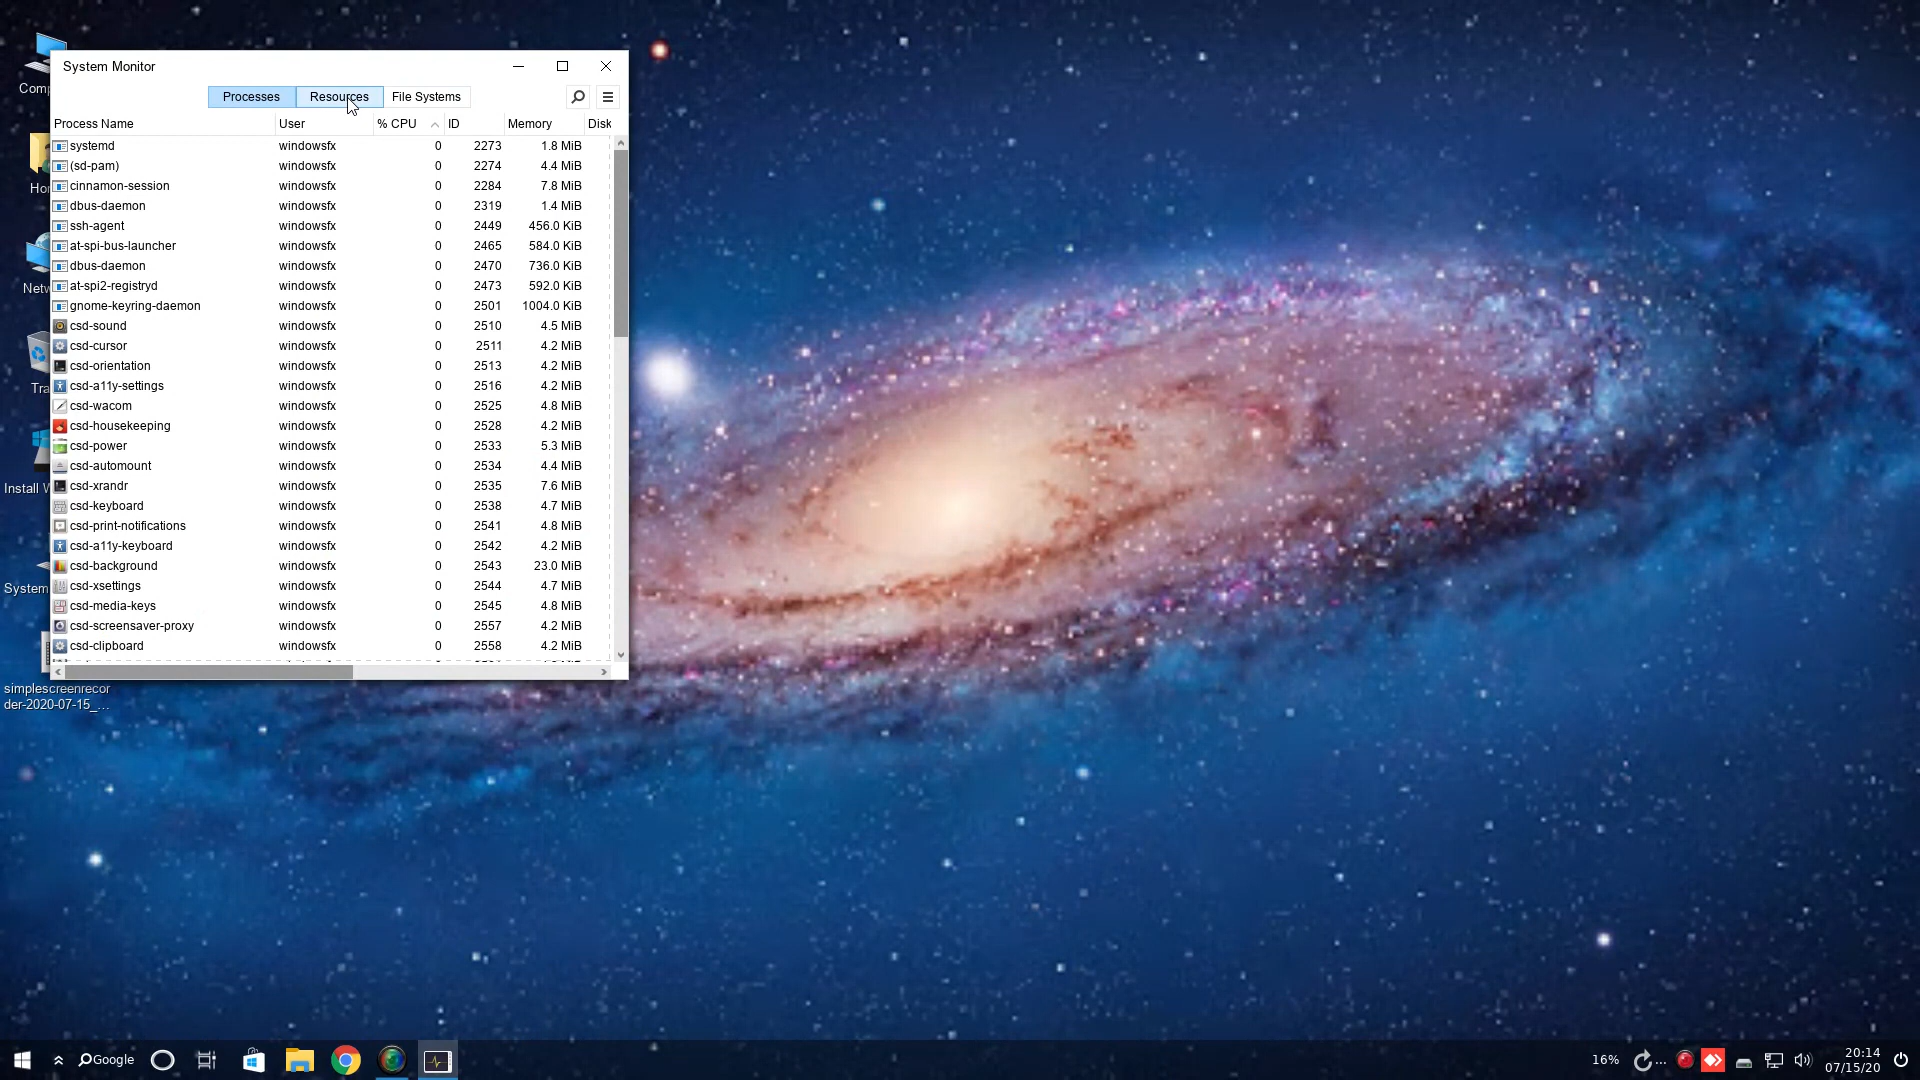 System Monitor
Processes Resources File Systems
Process Name User % CPU ID Memory Disk
systemd windowsfx 0 2273 1.8 MiB
(sd-pam) windowsfx 0 2274 4.4 MiB
cinnamon-session windowsfx 0 2284 7.8 MiB
dbus-daemon windowsfx 0 2319 1.4 MiB
ssh-agent windowsfx 0 2449 456.0 KiB
at-spi-bus-launcher windowsfx 0 2465 584.0 KiB
dbus-daemon windowsfx 0 2470 736.0 KiB
at-spi2-registryd windowsfx 0 2473 592.0 KiB
gnome-keyring-daemon windowsfx 0 2501 1004.0 KiB
csd-sound windowsfx 0 2510 4.5 MiB
csd-cursor windowsfx 0 2511 4.2 MiB
csd-orientation windowsfx 0 2513 4.2 MiB
csd-a11y-settings windowsfx 0 2516 4.2 MiB
csd-wacom windowsfx 0 2525 4.8 MiB
csd-housekeeping windowsfx 0 2528 4.2 MiB
csd-power windowsfx 0 2533 5.3 MiB
csd-automount windowsfx 0 2534 4.4 MiB
csd-xrandr windowsfx 0 2535 7.6 MiB
csd-keyboard windowsfx 0 2538 4.7 MiB
csd-print-notifications windowsfx 0 2541 4.8 MiB
csd-a11y-keyboard windowsfx 0 2542 4.2 MiB
csd-background windowsfx 0 2543 23.0 MiB
csd-xsettings windowsfx 0 2544 4.7 MiB
csd-media-keys windowsfx 0 2545 4.8 MiB
csd-screensaver-proxy windowsfx 0 2557 4.2 MiB
csd-clipboard windowsfx 0 2558 4.2 MiB
Comp
Hor
Netw
Tra
Install W
System
simplescreenrecor
der-2020-07-15_...
Google
16%
...
20:14
07/15/20